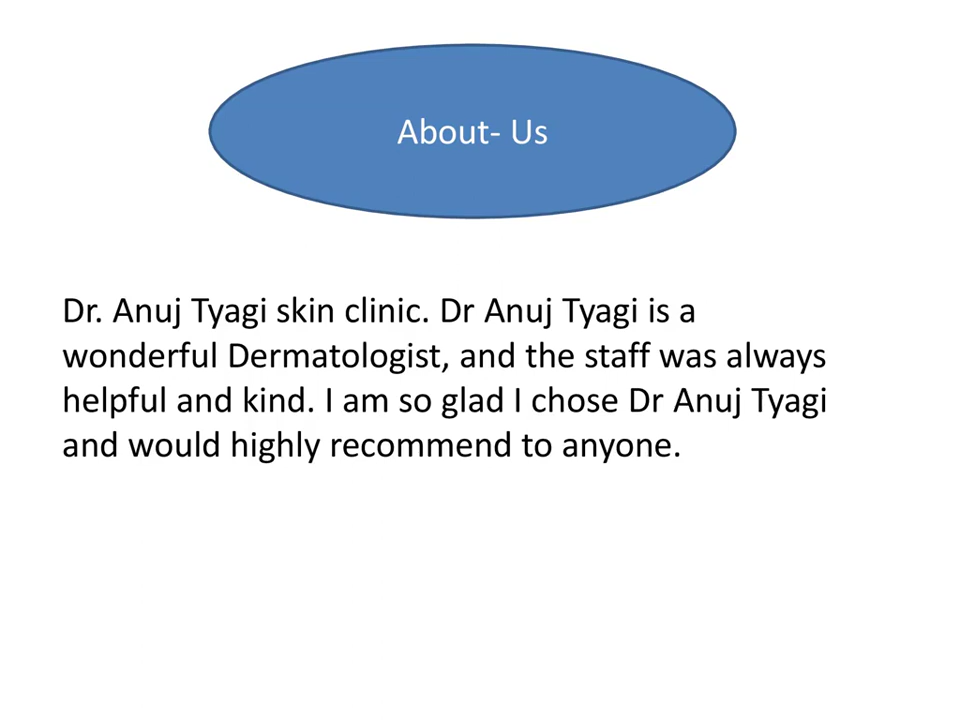 About- Us
Dr. Anuj Tyagi skin clinic. Dr Anuj Tyagi is a
wonderful Dermatologist, and the staff was always
helpful and kind. I am so glad I chose Dr Anuj Tyagi
and would highly recommend to anyone.